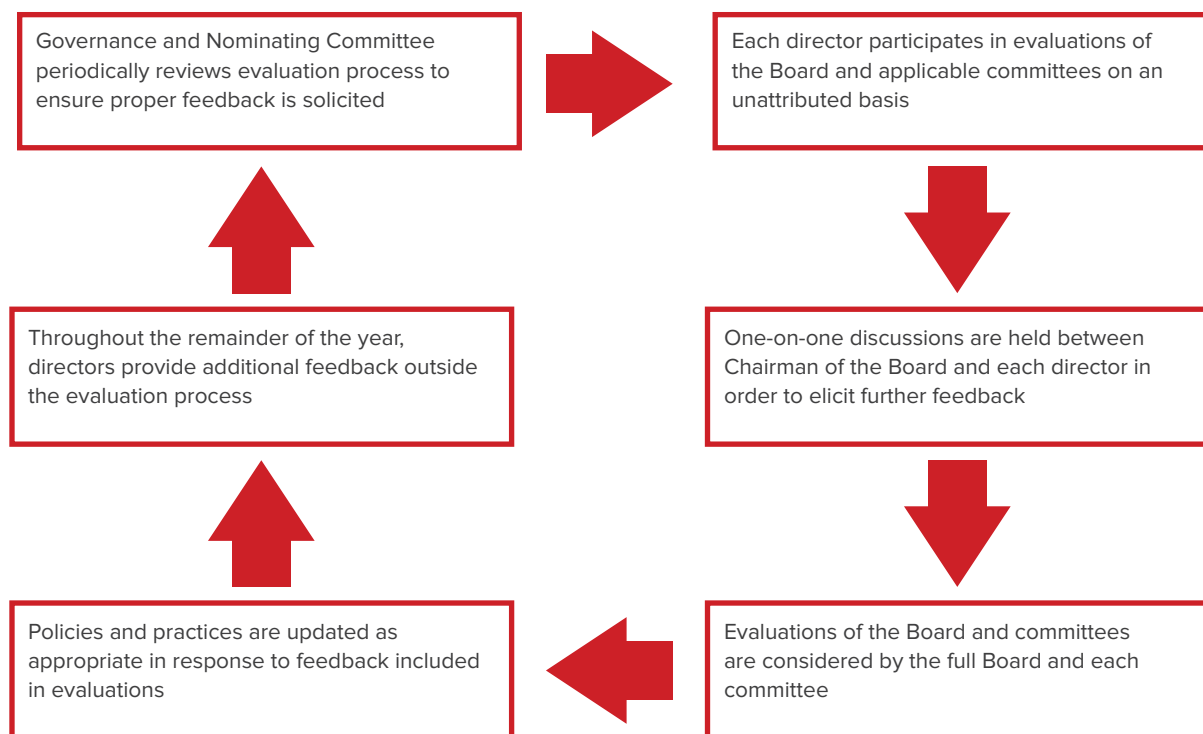 Governance and Nominating Committee
periodically reviews evaluation process to
ensure proper feedback is solicited
Each director participates in evaluations of
the Board and applicable committees on an
unattributed basis
One-on-one discussions are held between
Chairman of the Board and each director in
order to elicit further feedback
Evaluations of the Board and committees
are considered by the full Board and each
committee
Policies and practices are updated as
appropriate in response to feedback included
in evaluations
Throughout the remainder of the year,
directors provide additional feedback outside
the evaluation process